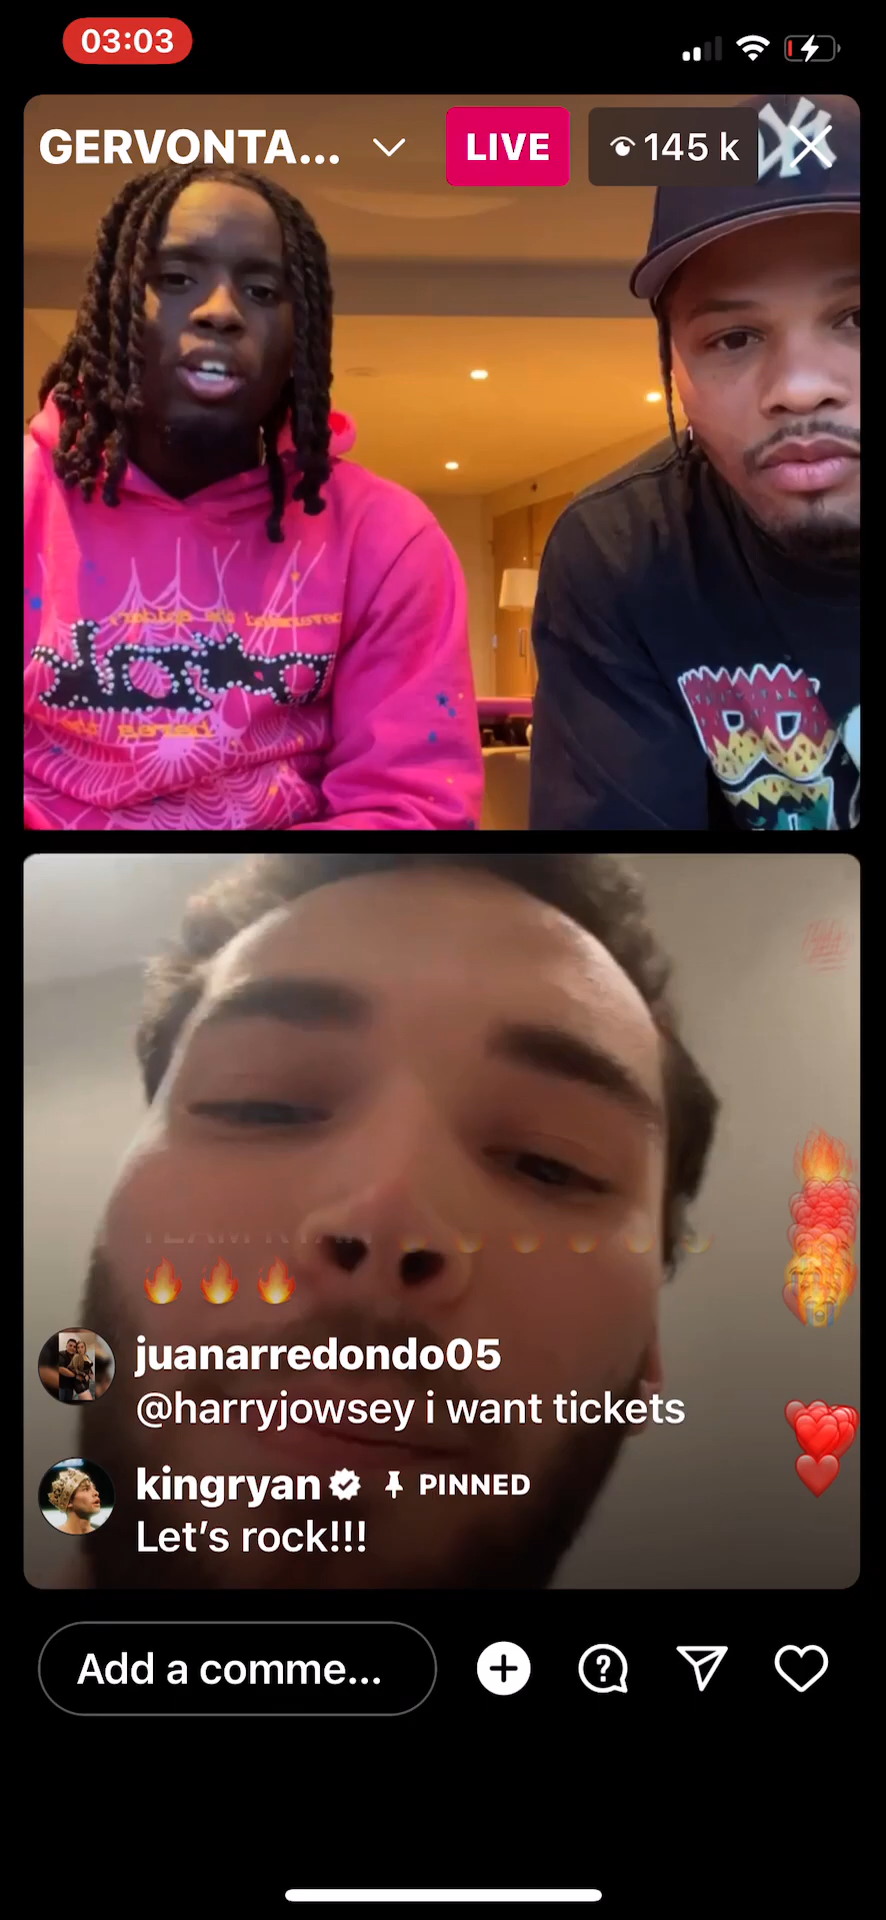 03:03
GERVONTA...
LIVE
145 k
juanarredondo05
@harryjowsey i want tickets
kingryan
PINNED
Let’s rock!!!
Add a comme...